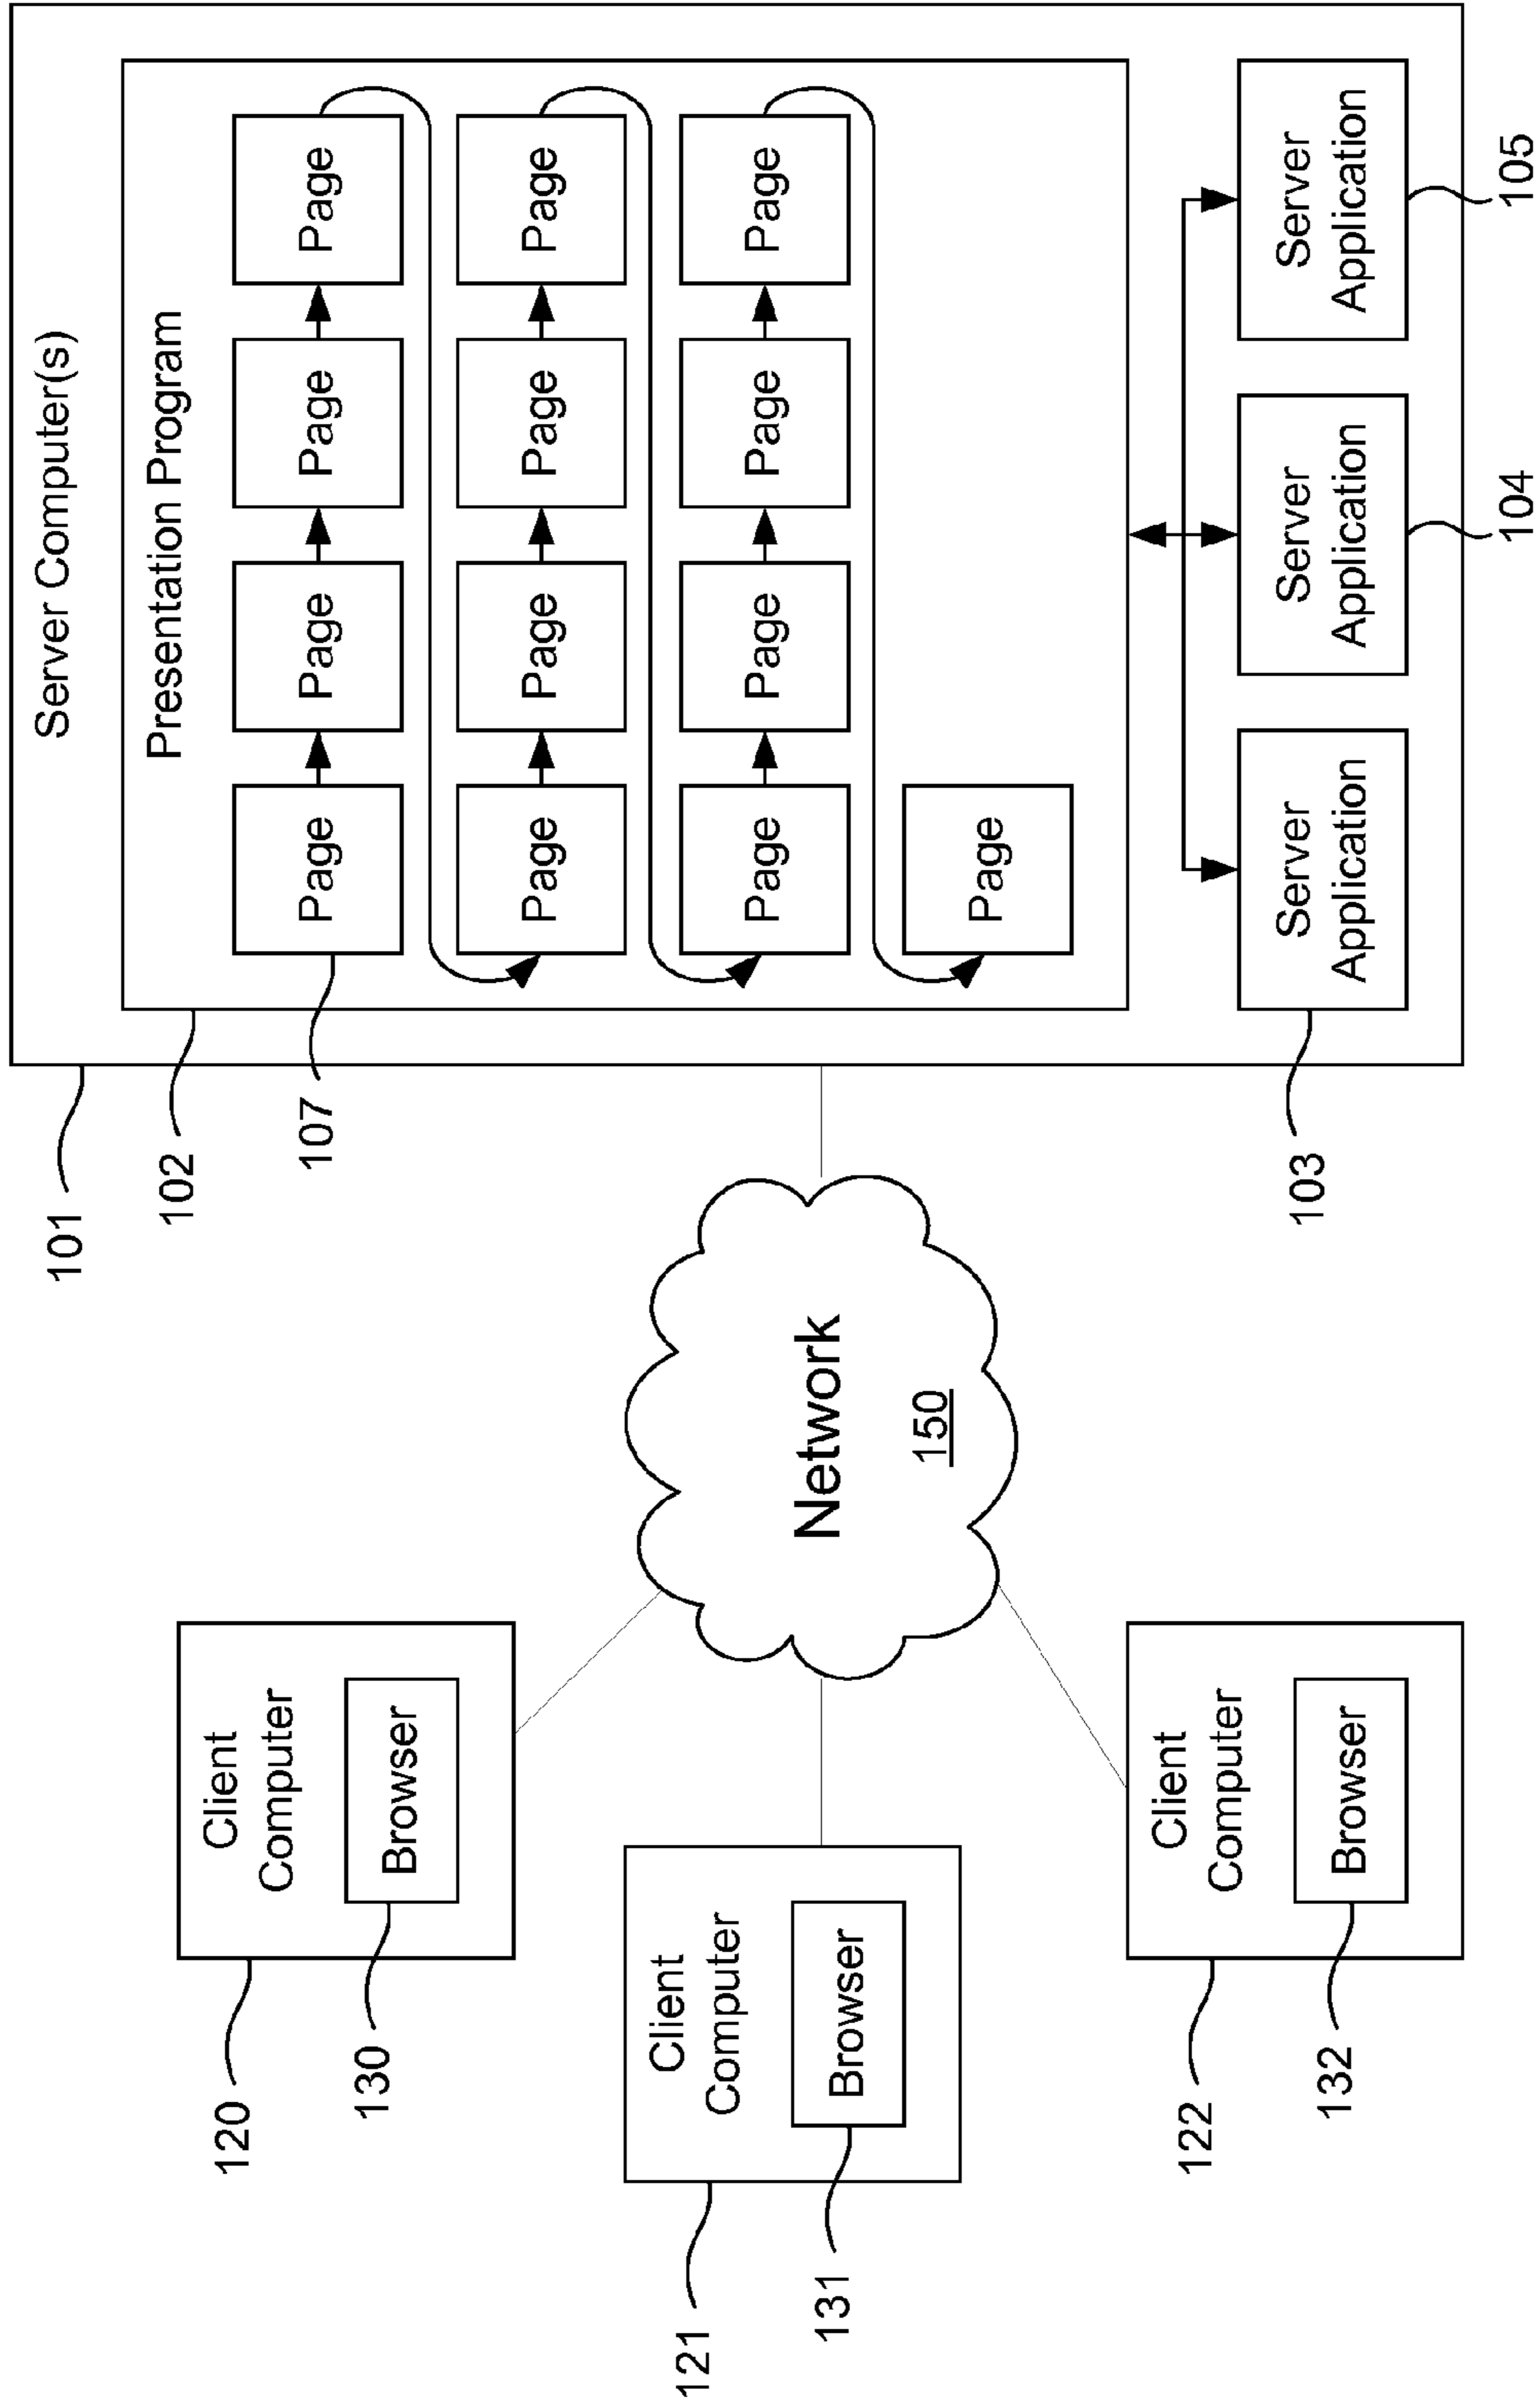 Server Computer(s)
101
Presentation Program
102
Page
Page
Page
Page
107
Page
Page
Page
Page
Page
Page
Page
Page
Page
Server
Application
103
Server
Application
104
Server
Application
105
Network
150
Client
Computer
Browser
120
130
Client
Computer
Browser
121
131
Client
Computer
Browser
122
132